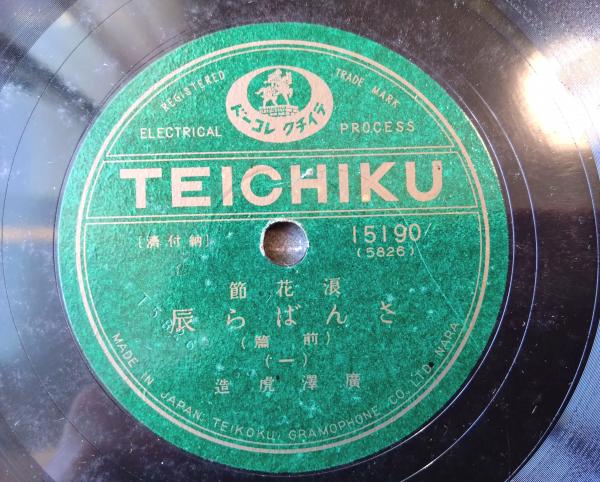 REGISTERED TRADE MARK
テイチクレコード
ELECTRICAL PROCESS
TEICHIKU
(納付濟)
15190
(5826)
浪花節
さんばら辰
(前篇)
(一)
廣澤虎造
MADE IN JAPAN. TEIKOKU GRAMOPHONE CO. LTD. NARA